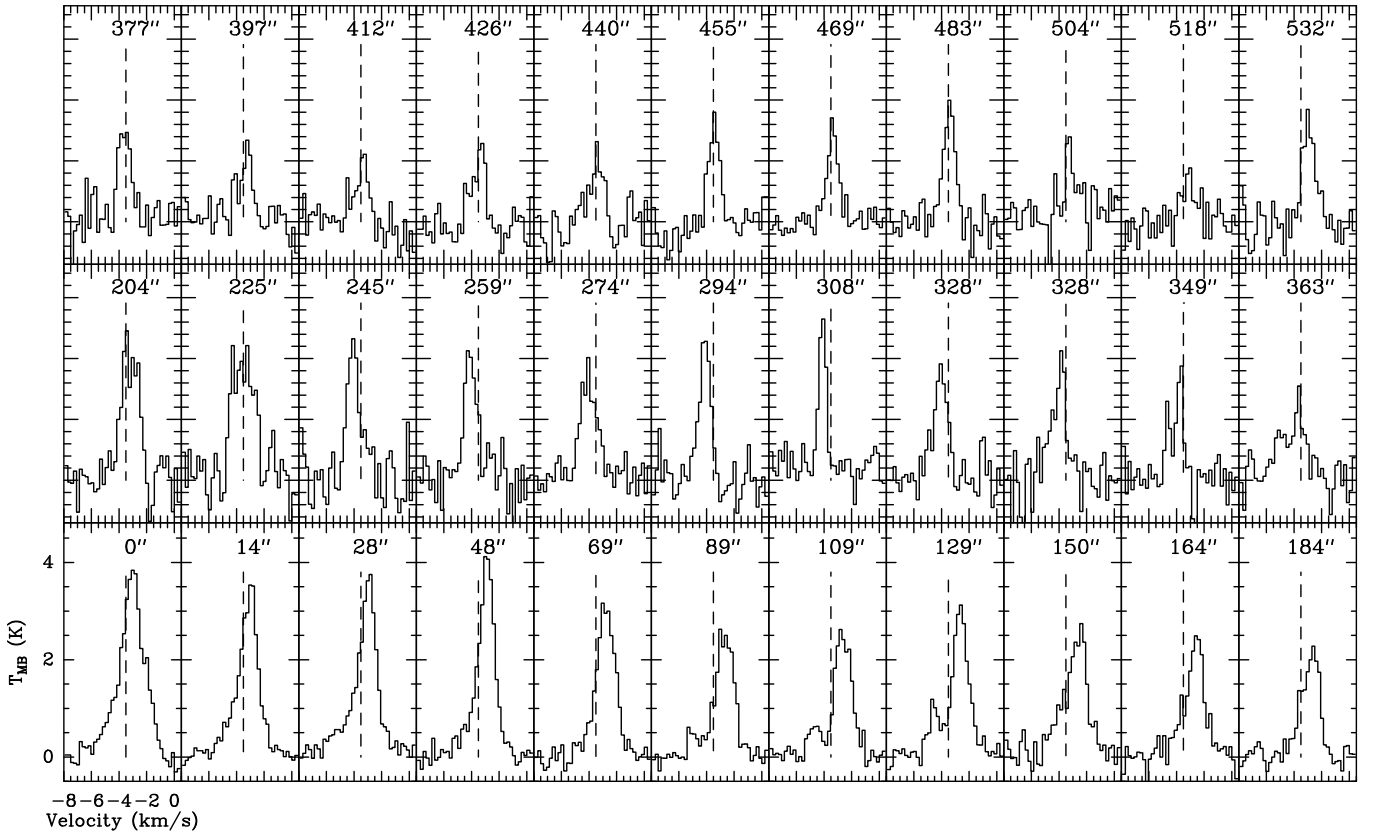 377″ 397″ 412″ 426″ 440″ 455″ 469″ 483″ 504″ 518″ 532″
204″ 225″ 245″ 259″ 274″ 294″ 308″ 328″ 328″ 349″ 363″
0″ 14″ 28″ 48″ 69″ 89″ 109″ 129″ 150″ 164″ 184″
4
2
0
T_MB (K)
-8-6-4-2 0
Velocity (km/s)